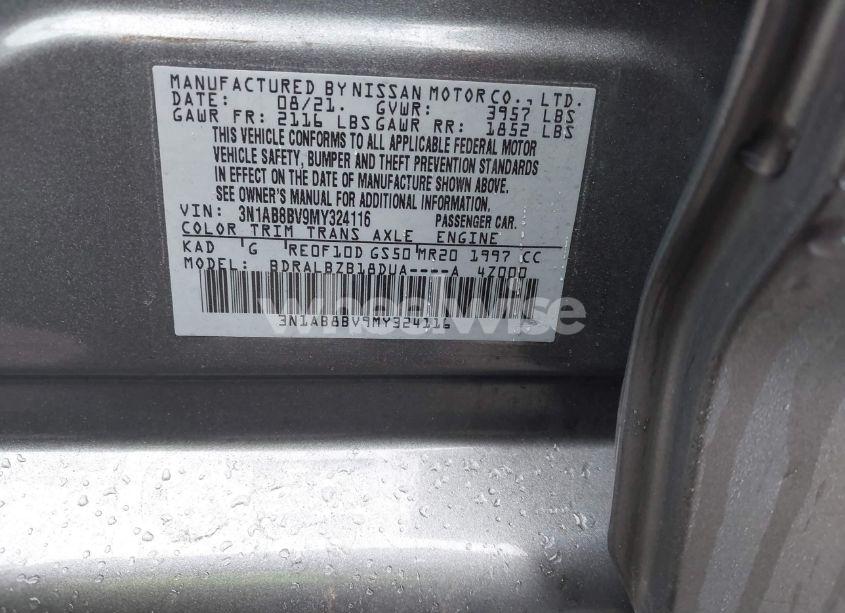 MANUFACTURED BY NISSAN MOTOR CO., LTD.
DATE: 08/21. GVWR: 3957 LBS
GAWR FR: 2116 LBS GAWR RR: 1852 LBS
THIS VEHICLE CONFORMS TO ALL APPLICABLE FEDERAL MOTOR
VEHICLE SAFETY, BUMPER AND THEFT PREVENTION STANDARDS
IN EFFECT ON THE DATE OF MANUFACTURE SHOWN ABOVE.
SEE OWNER'S MANUAL FOR ADDITIONAL INFORMATION.
VIN: 3N1AB8BV9MY324116 PASSENGER CAR.
COLOR TRIM TRANS AXLE ENGINE
KAD G RE0F10D GS50 MR20 1997 CC
MODEL: BDRALBZB18DUA----A 47000
wheelwise
3N1AB8BV9MY324116